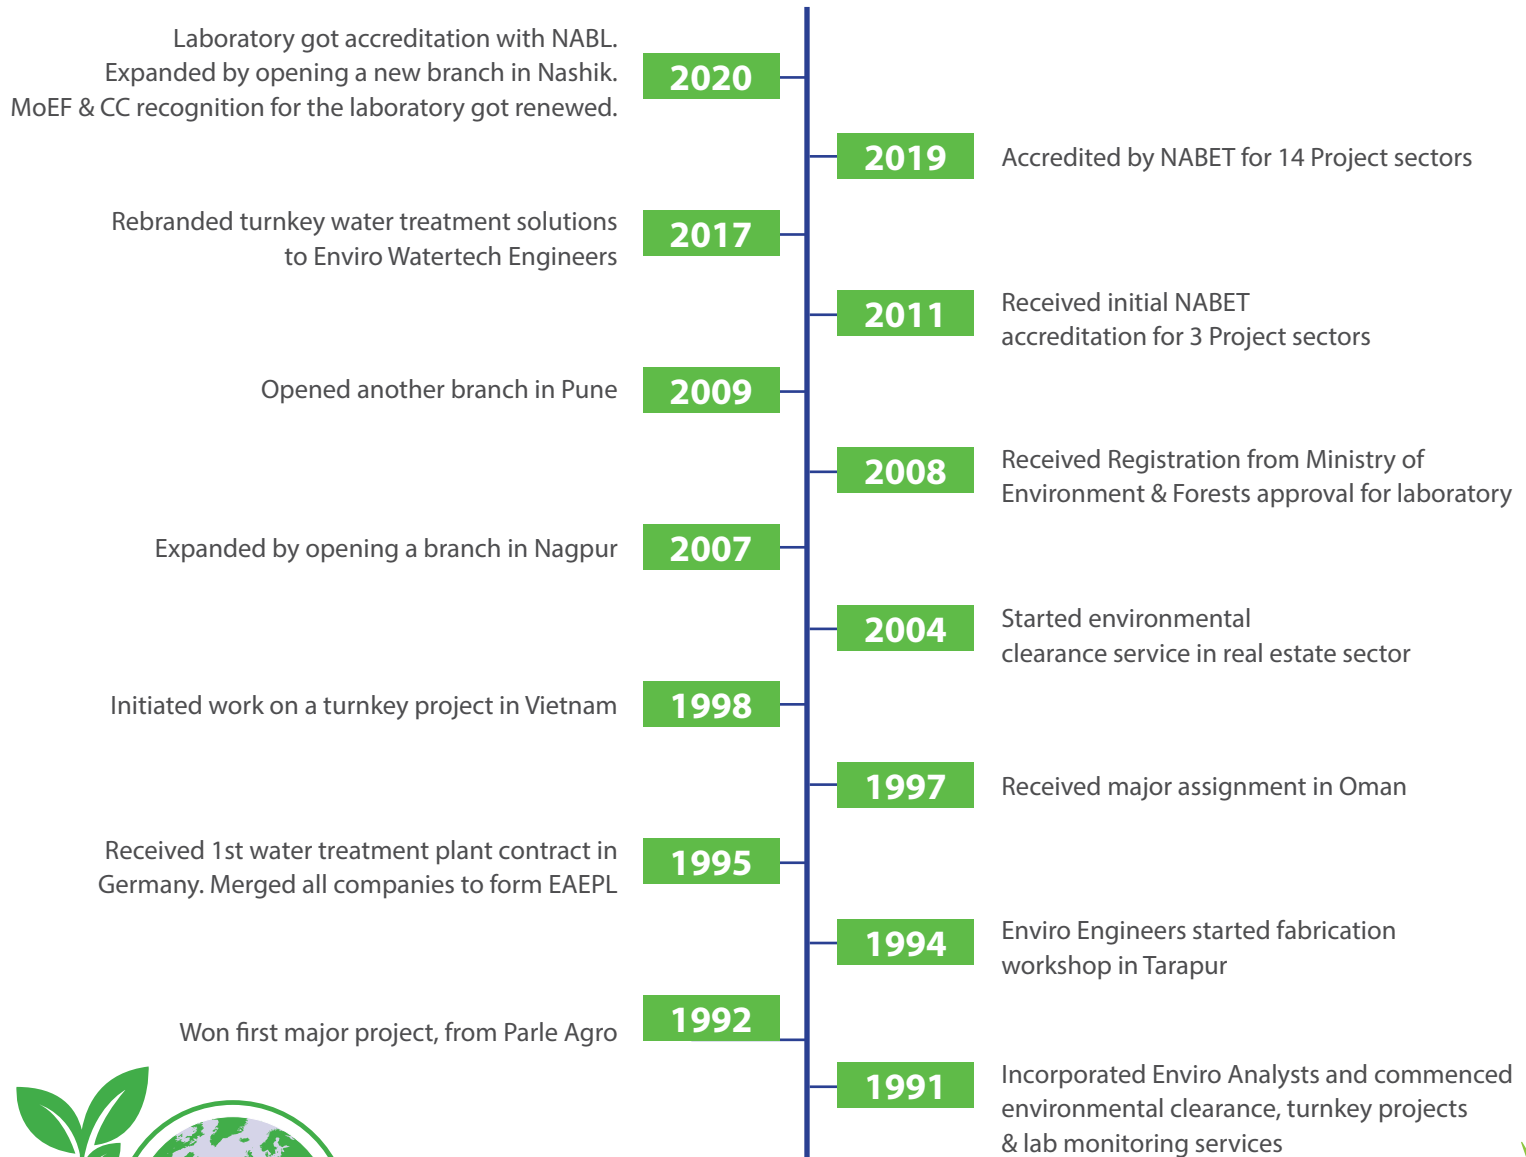 Laboratory got accreditation with NABL.
Expanded by opening a new branch in Nashik.
MoEF & CC recognition for the laboratory got renewed.
2020
2019
Accredited by NABET for 14 Project sectors
Rebranded turnkey water treatment solutions
to Enviro Watertech Engineers
2017
2011
Received initial NABET
accreditation for 3 Project sectors
Opened another branch in Pune
2009
2008
Received Registration from Ministry of
Environment & Forests approval for laboratory
Expanded by opening a branch in Nagpur
2007
2004
Started environmental
clearance service in real estate sector
Initiated work on a turnkey project in Vietnam
1998
1997
Received major assignment in Oman
Received 1st water treatment plant contract in
Germany. Merged all companies to form EAEPL
1995
1994
Enviro Engineers started fabrication
workshop in Tarapur
Won first major project, from Parle Agro
1992
1991
Incorporated Enviro Analysts and commenced
environmental clearance, turnkey projects
& lab monitoring services